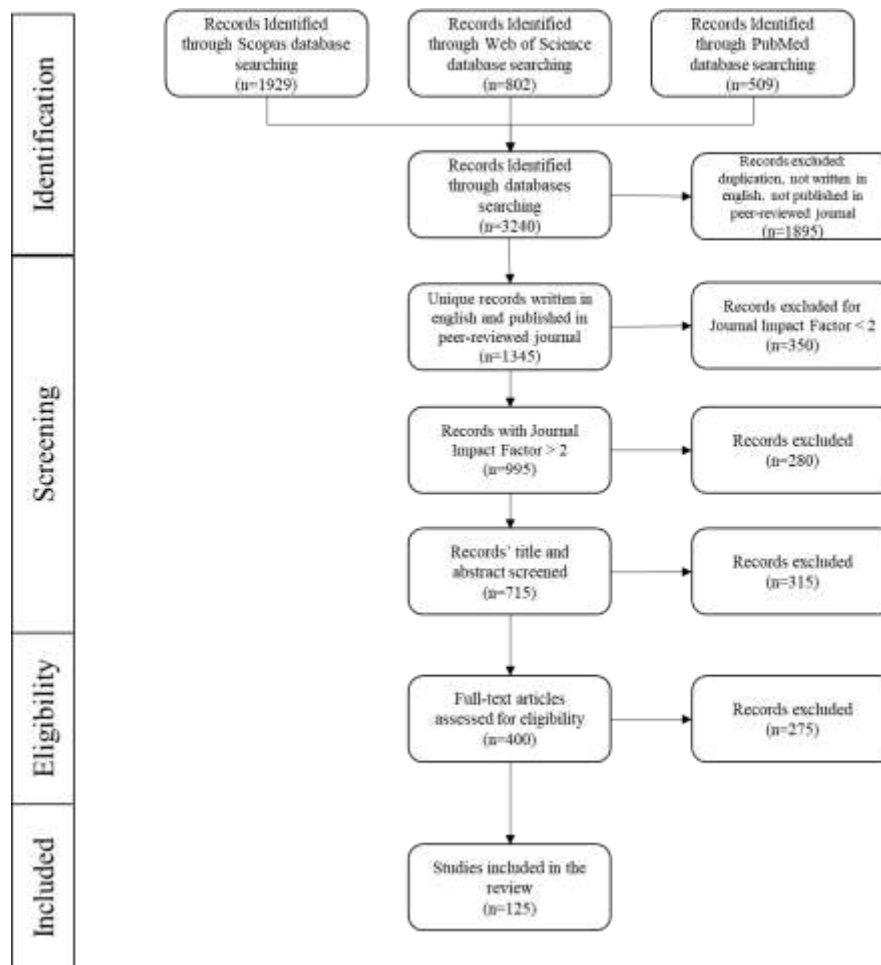 Identification
Records Identified
through Scopus database
searching
(n=1929)
Records Identified
through Web of Science
database searching
(n=802)
Records Identified
through PubMed
database searching
(n=509)
Records Identified
through databases
searching
(n=3240)
Records excluded:
duplication, not written in
english, not published in
peer-reviewed journal
(n=1895)
Screening
Unique records written in
english and published in
peer-reviewed journal
(n=1345)
Records excluded for
Journal Impact Factor < 2
(n=350)
Records with Journal
Impact Factor > 2
(n=995)
Records excluded
(n=280)
Records' title and
abstract screened
(n=715)
Records excluded
(n=315)
Eligibility
Full-text articles
assessed for eligibility
(n=400)
Records excluded
(n=275)
Included
Studies included in the
review
(n=125)